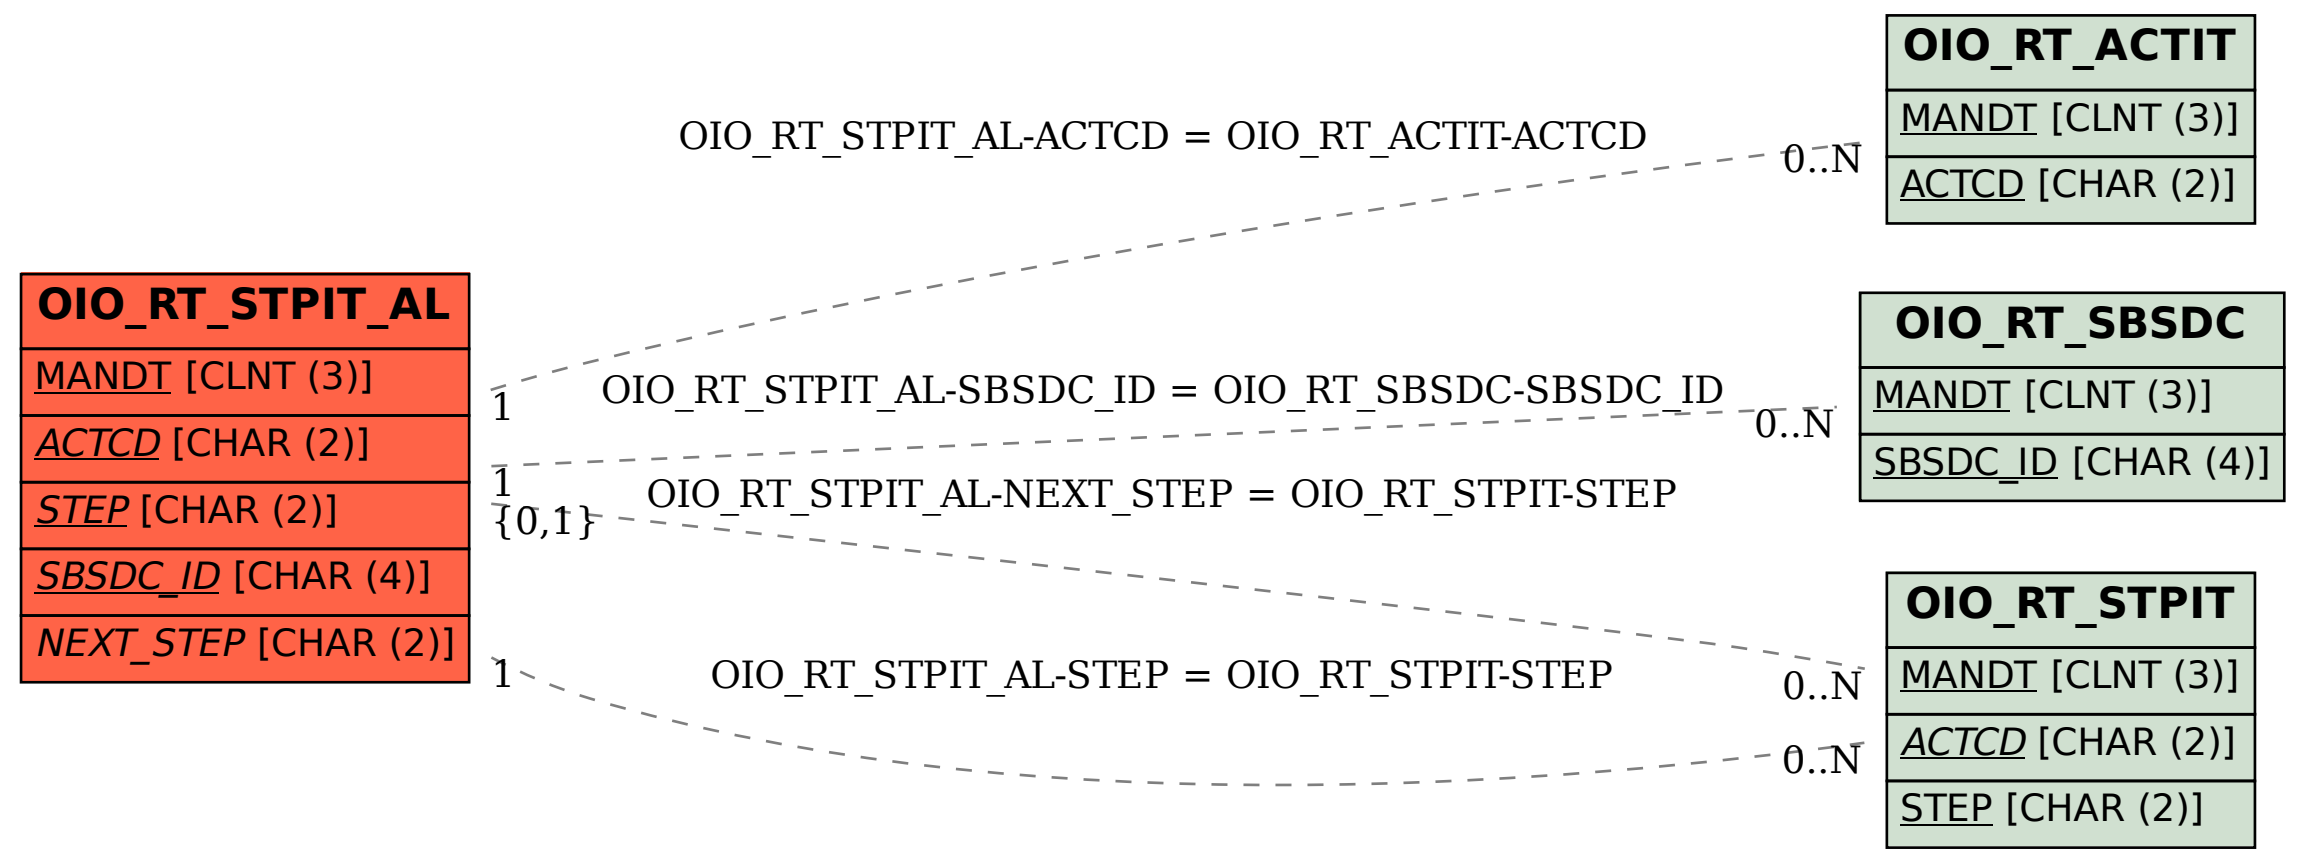 OIO_RT_STPIT_AL
MANDT [CLNT (3)]
ACTCD [CHAR (2)]
STEP [CHAR (2)]
SBSDC_ID [CHAR (4)]
NEXT_STEP [CHAR (2)]
OIO_RT_STPIT_AL-ACTCD = OIO_RT_ACTIT-ACTCD
0..N
1
OIO_RT_STPIT_AL-SBSDC_ID = OIO_RT_SBSDC-SBSDC_ID
0..N
1
OIO_RT_STPIT_AL-NEXT_STEP = OIO_RT_STPIT-STEP
{0,1}
0..N
OIO_RT_STPIT_AL-STEP = OIO_RT_STPIT-STEP
1
0..N
OIO_RT_ACTIT
MANDT [CLNT (3)]
ACTCD [CHAR (2)]
OIO_RT_SBSDC
MANDT [CLNT (3)]
SBSDC_ID [CHAR (4)]
OIO_RT_STPIT
MANDT [CLNT (3)]
ACTCD [CHAR (2)]
STEP [CHAR (2)]